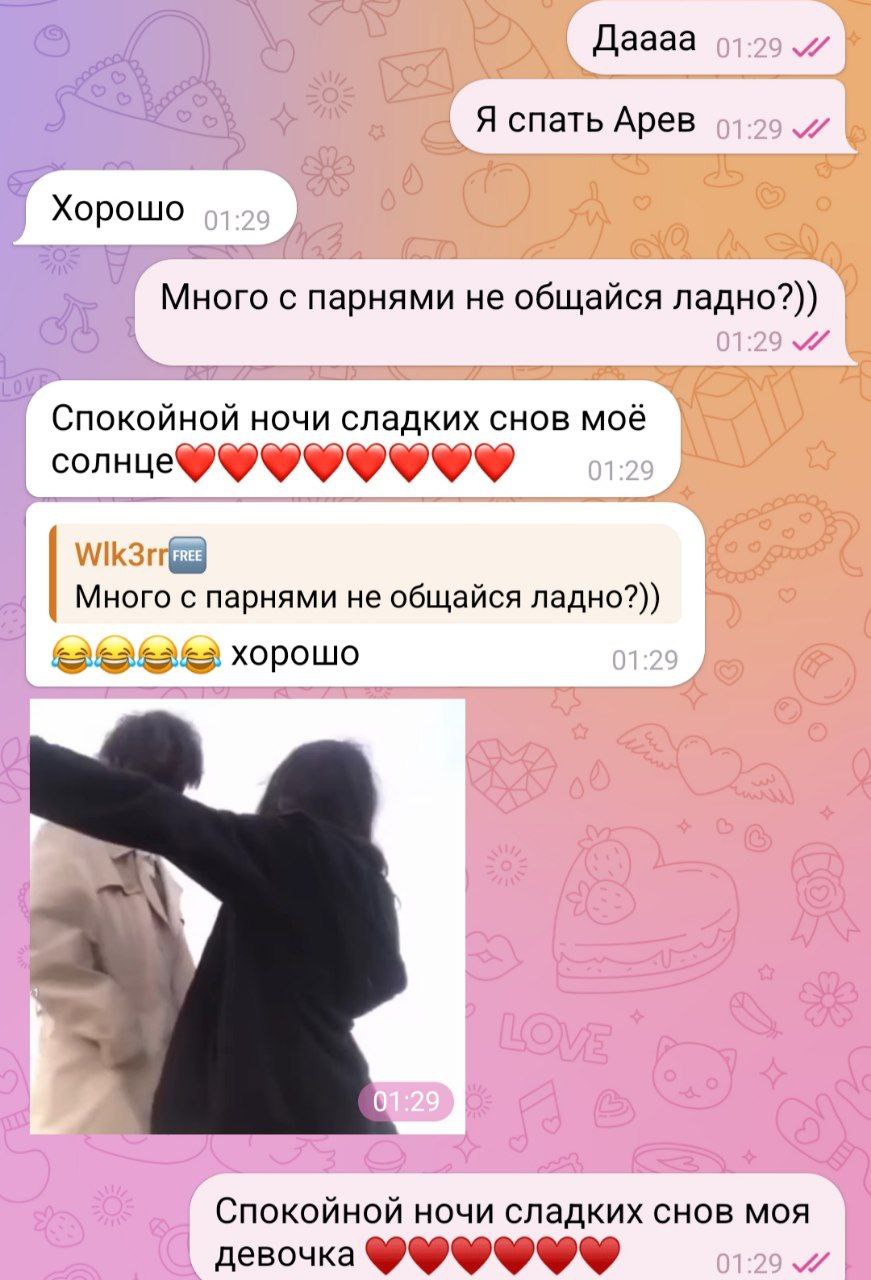 Даааа 01:29
Я спать Арев 01:29
Хорошо 01:29
Много с парнями не общайся ладно?))
01:29
Спокойной ночи сладких снов моё
солнце❤️❤️❤️❤️❤️❤️❤️❤️ 01:29
Wlk3rr🆓
Много с парнями не общайся ладно?))
😂😂😂😂 хорошо 01:29
LOVE
01:29
LOVE
Спокойной ночи сладких снов моя
девочка ❤️❤️❤️❤️❤️❤️ 01:29